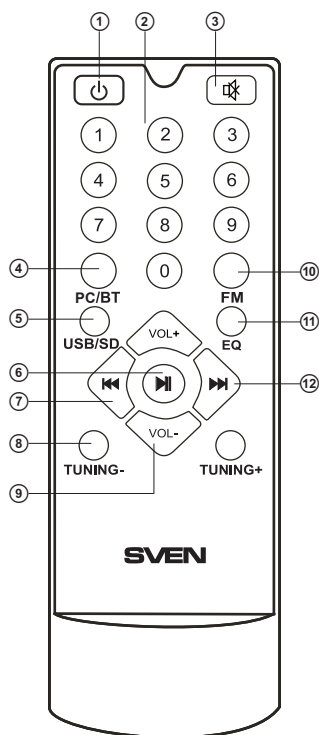 1 2 3
1 2 3
4 5 6
7 8 9
4 0 10
PC/BT FM
5 11
USB/SD VOL+ EQ
6
7 12
8 VOL-
TUNING- TUNING+
9
SVEN